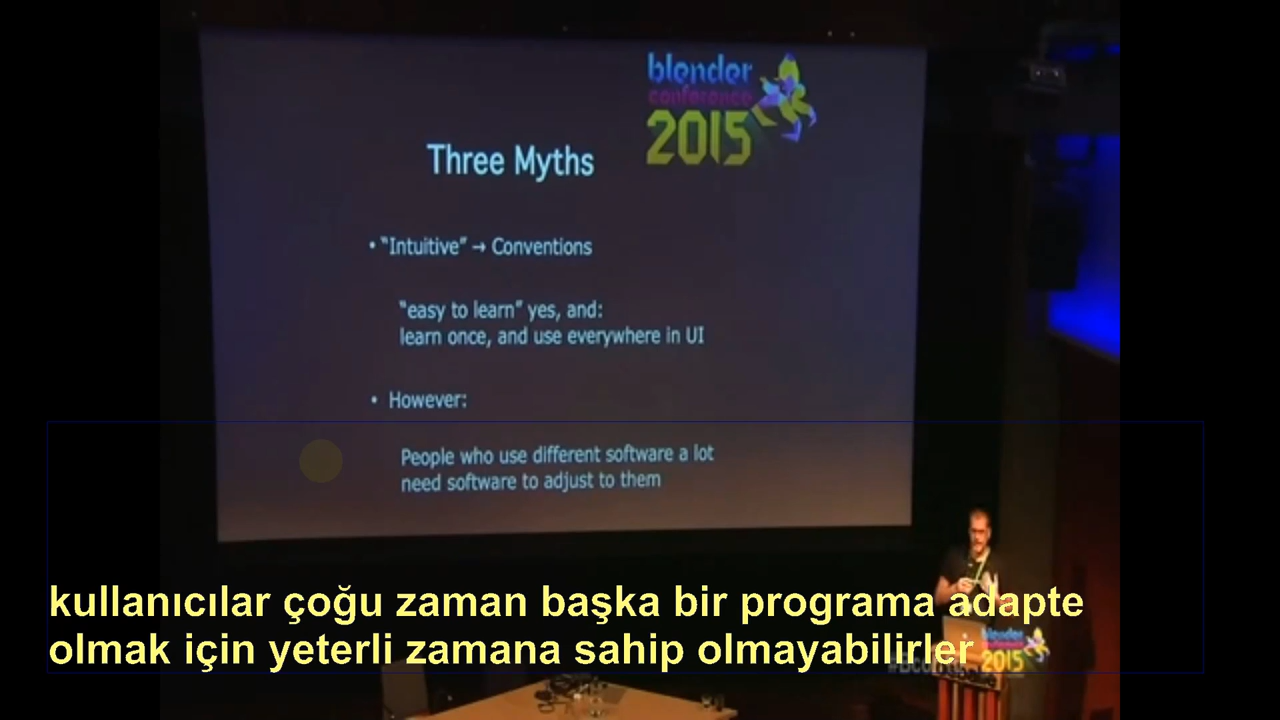 blender
conference
2015
Three Myths
• “Intuitive” → Conventions
“easy to learn” yes, and:
learn once, and use everywhere in UI
• However:
People who use different software a lot
need software to adjust to them
kullanıcılar çoğu zaman başka bir programa adapte
olmak için yeterli zamana sahip olmayabilirler
blender
2015